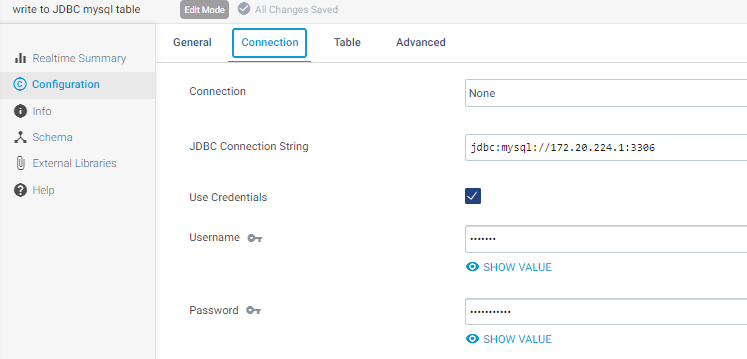 write to JDBC mysql table
Edit Mode
All Changes Saved
Realtime Summary
Configuration
Info
Schema
External Libraries
Help
General
Connection
Table
Advanced
Connection
None
JDBC Connection String
jdbc:mysql://172.20.224.1:3306
Use Credentials
Username
•••••••
SHOW VALUE
Password
•••••••••••
SHOW VALUE